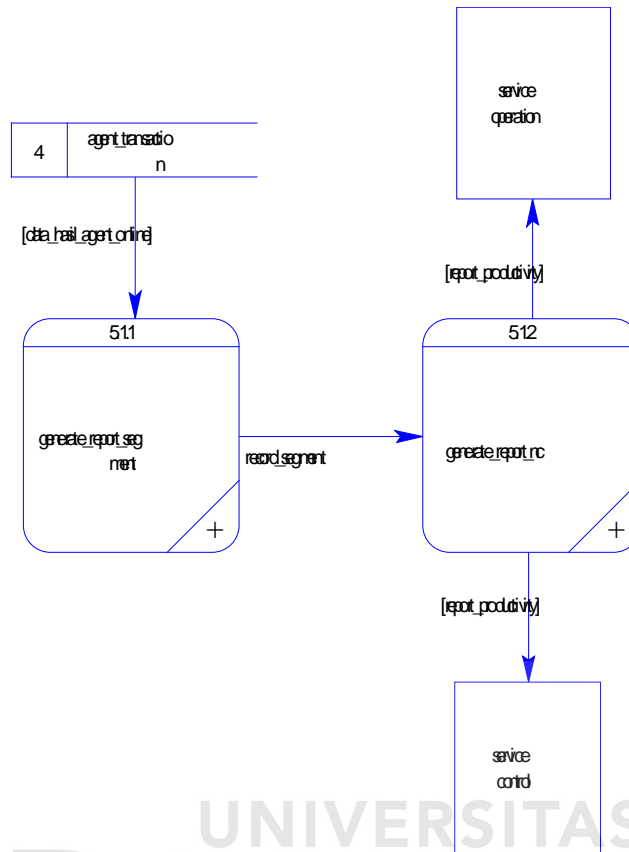 service
operation
4
agent_transactio
n
[data_hasil_agent_online]
[report_productivity]
5.1.1
5.1.2
generate_report_seg
ment
generate_report_nc
record_segment
+
+
[report_productivity]
service
control
UNIVERSITAS